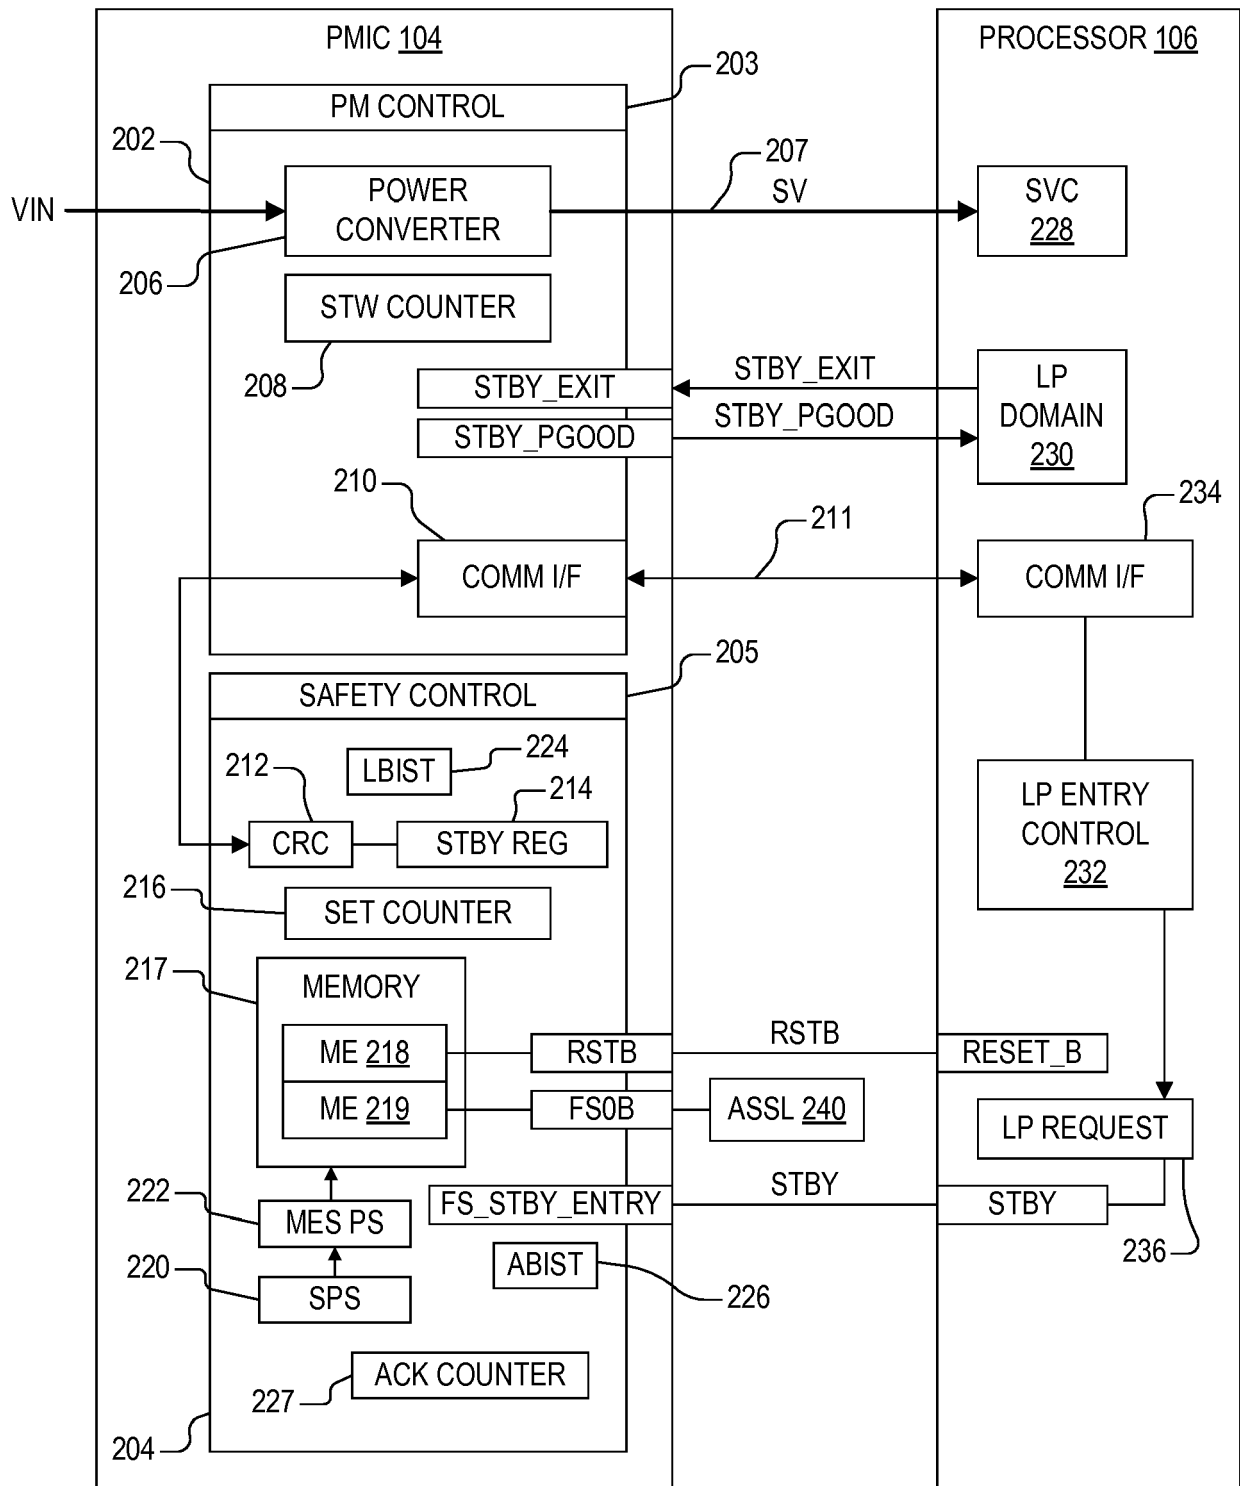 PMIC 104
PROCESSOR 106
203
PM CONTROL
202
207
POWER
CONVERTER
SV
SVC
228
VIN
206
STW COUNTER
208
STBY_EXIT
STBY_EXIT
LP
DOMAIN
230
STBY_PGOOD
STBY_PGOOD
210
211
234
COMM I/F
COMM I/F
205
SAFETY CONTROL
224
LBIST
212
214
CRC
STBY REG
LP ENTRY
CONTROL
232
216
SET COUNTER
217
MEMORY
ME 218
RSTB
RSTB
RESET_B
ME 219
FS0B
ASSL 240
LP REQUEST
222
MES PS
FS_STBY_ENTRY
STBY
STBY
236
220
SPS
ABIST
226
ACK COUNTER
227
204